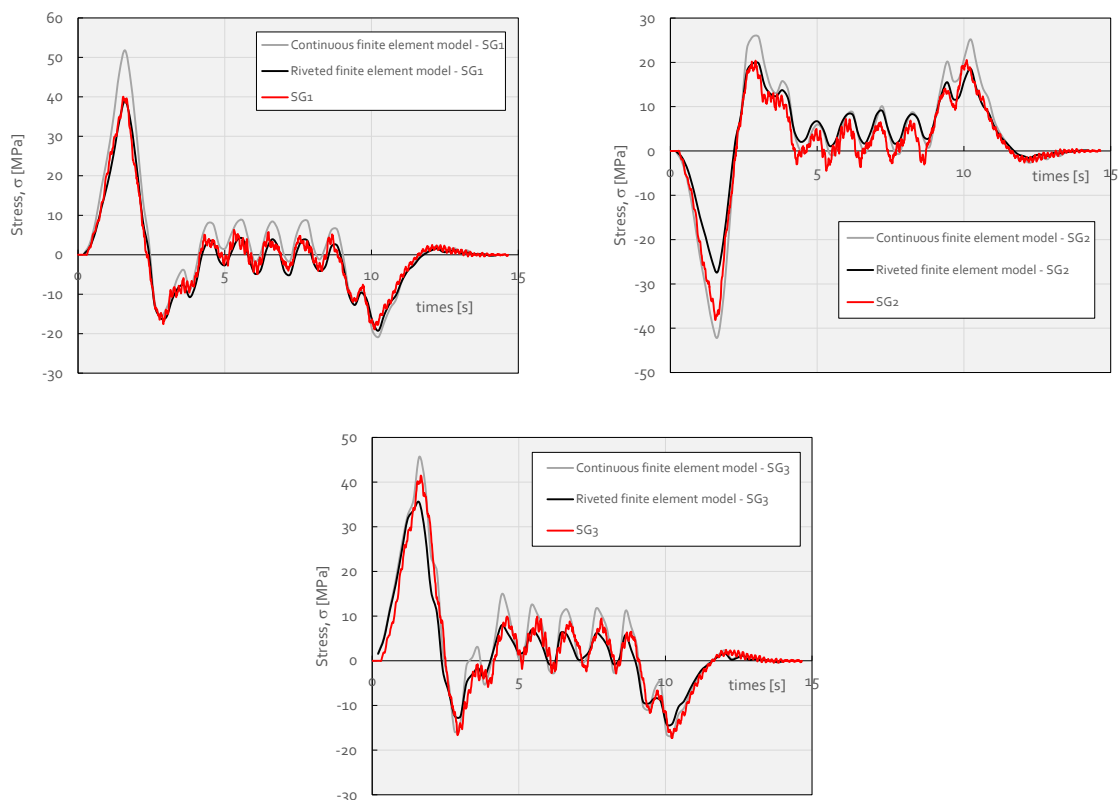 60
50
40
30
20
10
0
-10
-20
-30
0
5
10
15
Stress, σ [MPa]
times [s]
Continuous finite element model - SG1
Riveted finite element model - SG1
SG1
30
20
10
0
-10
-20
-30
-40
-50
0
5
10
15
Stress, σ [MPa]
times [s]
Continuous finite element model - SG2
Riveted finite element model - SG2
SG2
50
40
30
20
10
0
-10
-20
-30
0
5
10
15
Stress, σ [MPa]
times [s]
Continuous finite element model - SG3
Riveted finite element model - SG3
SG3